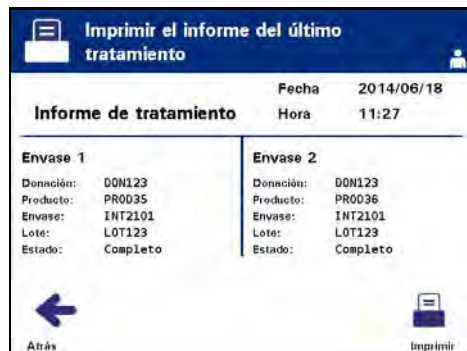 Imprimir el informe del último
tratamiento
Fecha 2014/06/18
Informe de tratamiento Hora 11:27
Envase 1 Envase 2
Donación: DON123 Donación: DON123
Producto: PROD35 Producto: PROD36
Envase: INT2101 Envase: INT2101
Lote: LOT123 Lote: LOT123
Estado: Completo Estado: Completo
Atrás Imprimir